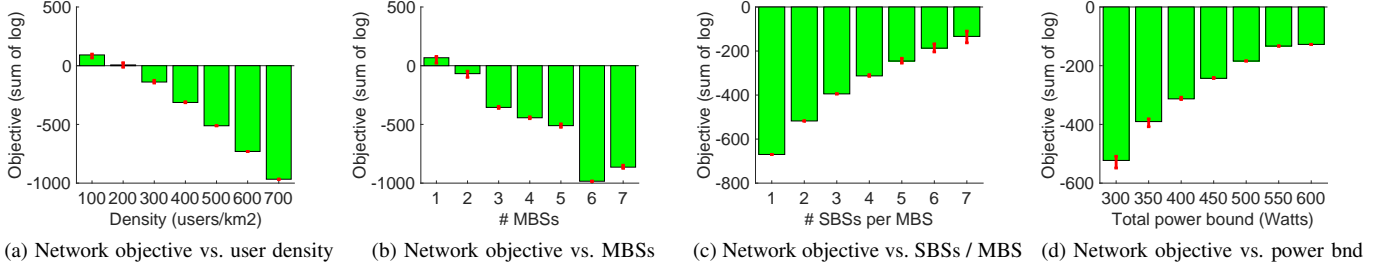 Objective (sum of log)
500
0
-500
-1000
100 200 300 400 500 600 700
Density (users/km2)
(a) Network objective vs. user density
Objective (sum of log)
500
0
-500
-1000
1 2 3 4 5 6 7
# MBSs
(b) Network objective vs. MBSs
Objective (sum of log)
0
-200
-400
-600
-800
1 2 3 4 5 6 7
# SBSs per MBS
(c) Network objective vs. SBSs / MBS
Objective (sum of log)
0
-200
-400
-600
300 350 400 450 500 550 600
Total power bound (Watts)
(d) Network objective vs. power bnd